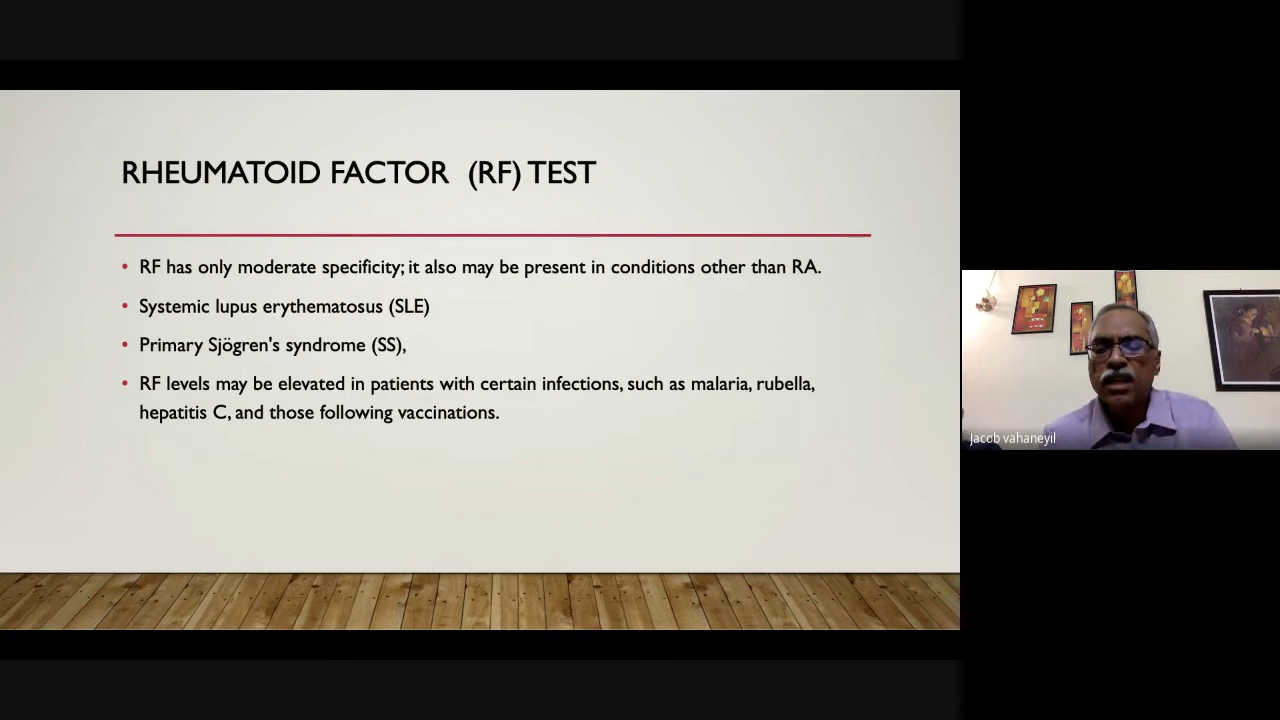 RHEUMATOID FACTOR (RF) TEST
• RF has only moderate specificity; it also may be present in conditions other than RA.
• Systemic lupus erythematosus (SLE)
• Primary Sjögren's syndrome (SS),
• RF levels may be elevated in patients with certain infections, such as malaria, rubella,
hepatitis C, and those following vaccinations.
Jacob vahaneyil